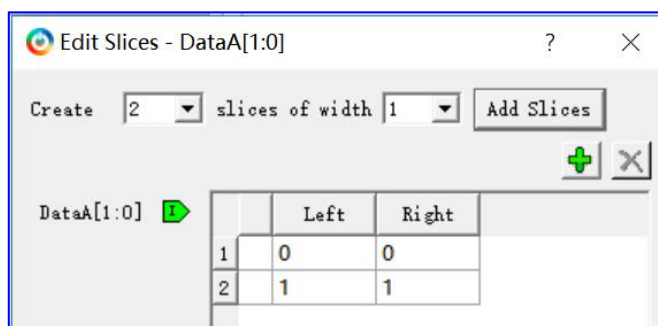 Edit Slices - DataA[1:0] ? ×
Create 2 slices of width 1 Add Slices
DataA[1:0] I
Left Right
1 0 0
2 1 1